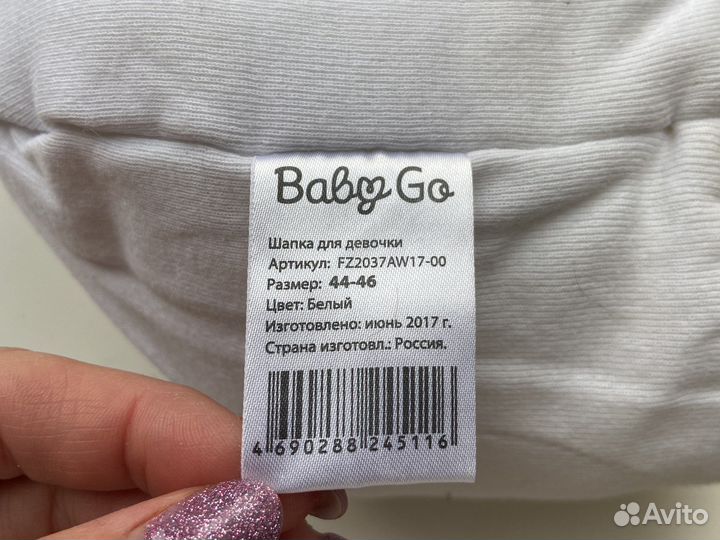 Baby Go
Шапка для девочки
Артикул: FZ2037AW17-00
Размер: 44-46
Цвет: Белый
Изготовлено: июнь 2017 г.
Страна изготовл.: Россия.
4 690288 245116
Avito